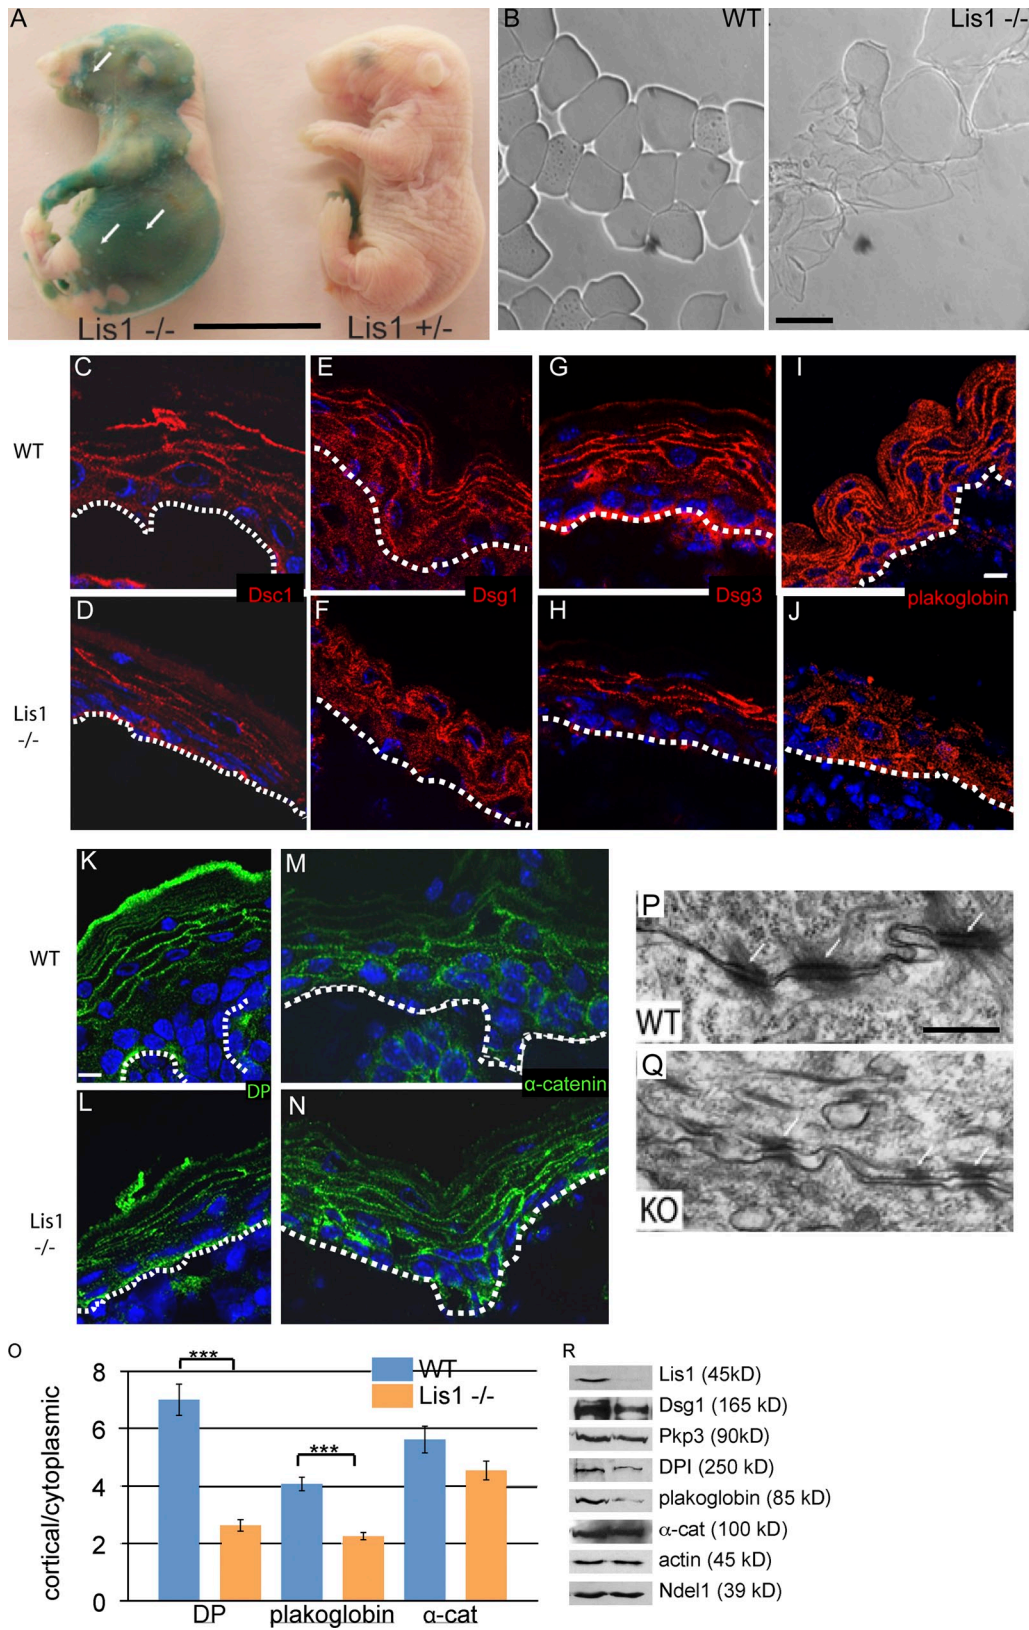 A
Lis1 -/-
Lis1 +/-
B
WT
Lis1 -/-
C
E
G
I
WT
Dsc1
Dsg1
Dsg3
plakoglobin
D
F
H
J
Lis1
-/-
K
M
WT
DP
α-catenin
L
N
Lis1
-/-
P
WT
Q
KO
O
cortical/cytoplasmic
8
6
4
2
0
***
***
WT
Lis1 -/-
DP
plakoglobin
α-cat
R
Lis1 (45kD)
Dsg1 (165 kD)
Pkp3 (90kD)
DPI (250 kD)
plakoglobin (85 kD)
α-cat (100 kD)
actin (45 kD)
Ndel1 (39 kD)